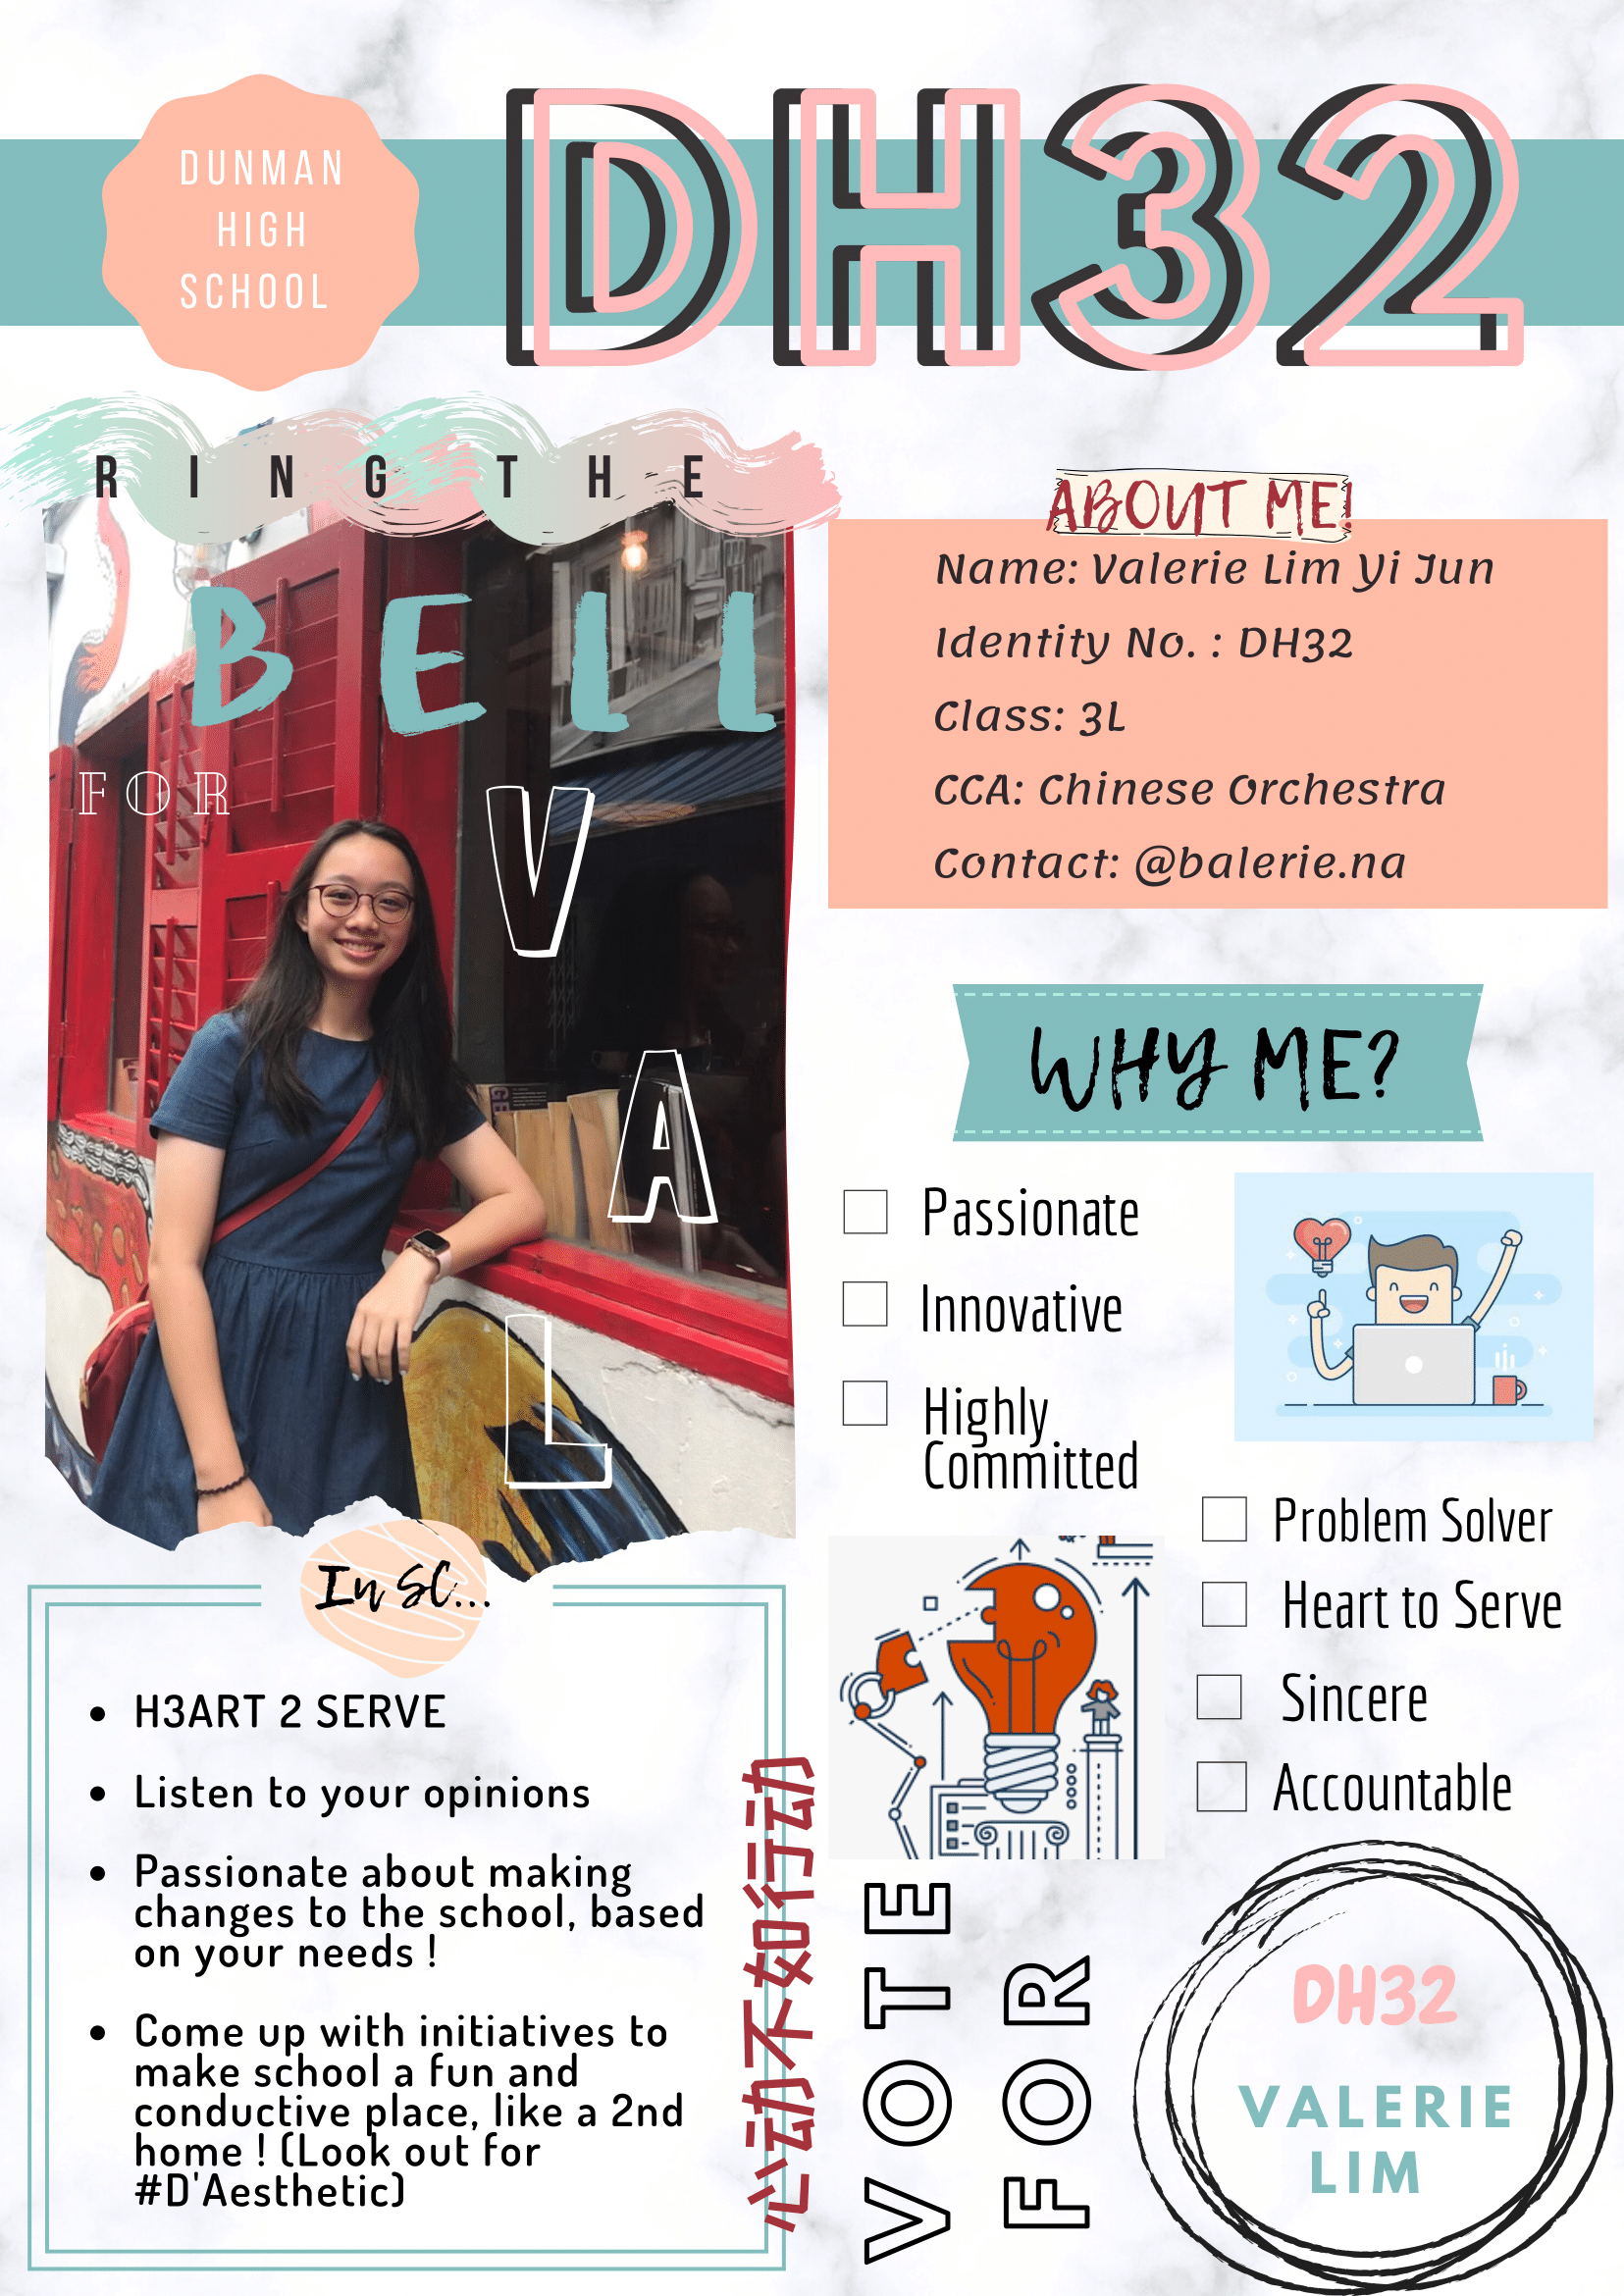 DUNMAN
HIGH
SCHOOL
DH32
RING THE
BELL
FOR
V
A
L
ABOUT ME!
Name: Valerie Lim Yi Jun
Identity No. : DH32
Class: 3L
CCA: Chinese Orchestra
Contact: @balerie.na
WHY ME?
Passionate
Innovative
Highly
Committed
Problem Solver
Heart to Serve
Sincere
Accountable
In SC...
H3ART 2 SERVE
Listen to your opinions
Passionate about making
changes to the school, based
on your needs !
Come up with initiatives to
make school a fun and
conductive place, like a 2nd
home ! (Look out for
#D'Aesthetic)
心动不如行动
VOTE
FOR
DH32
VALERIE
LIM